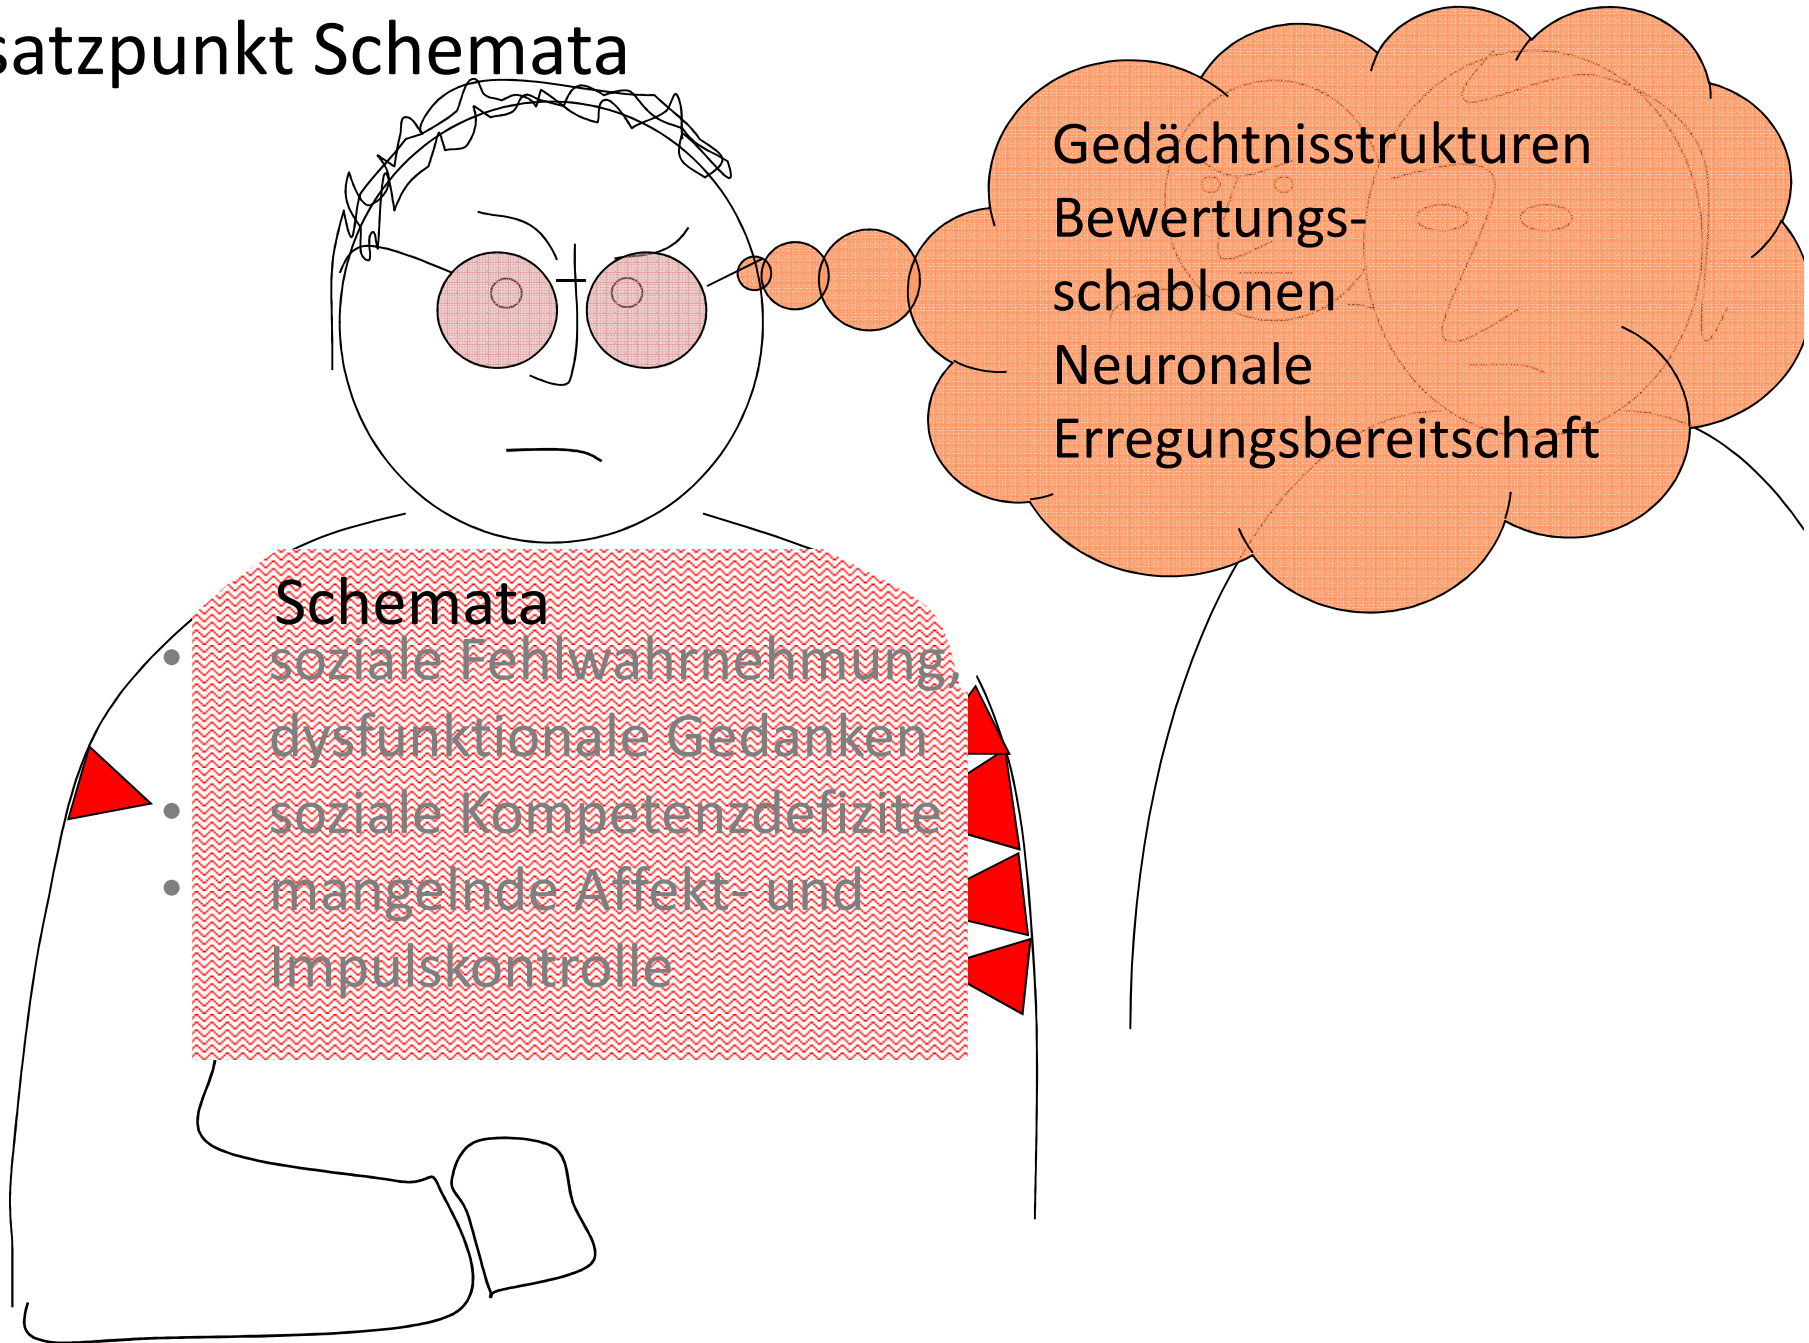 satzpunkt Schemata
Gedächtnisstrukturen
Bewertungs-
schablonen
Neuronale
Erregungsbereitschaft
Schemata
• soziale Fehlwahrnehmung,
dysfunktionale Gedanken
• soziale Kompetenzdefizite
• mangelnde Affekt- und
Impulskontrolle